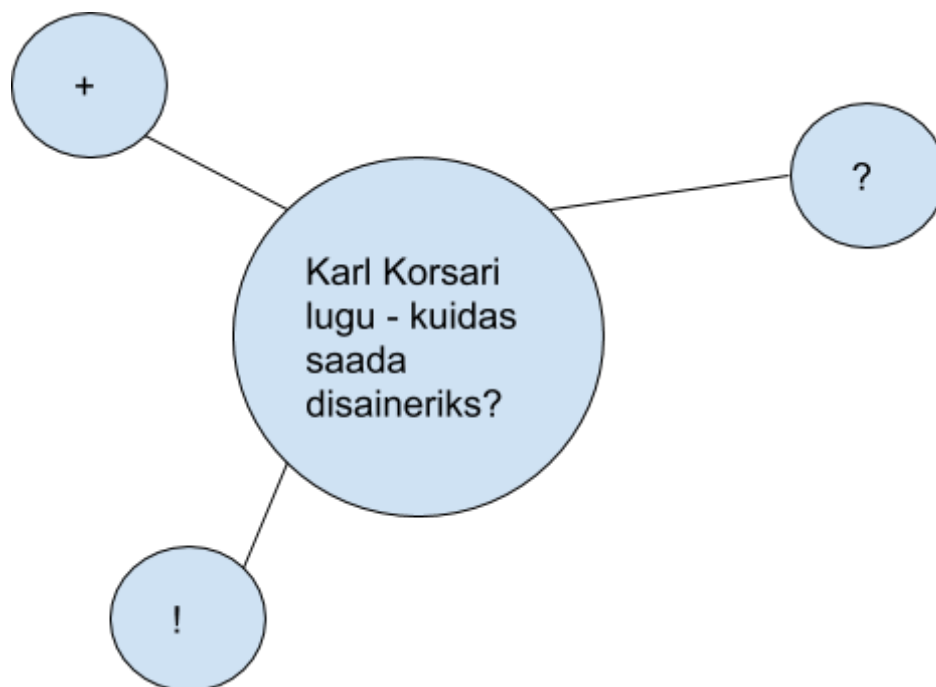 +
?
Karl Korsari
lugu - kuidas
saada
disaineriks?
!